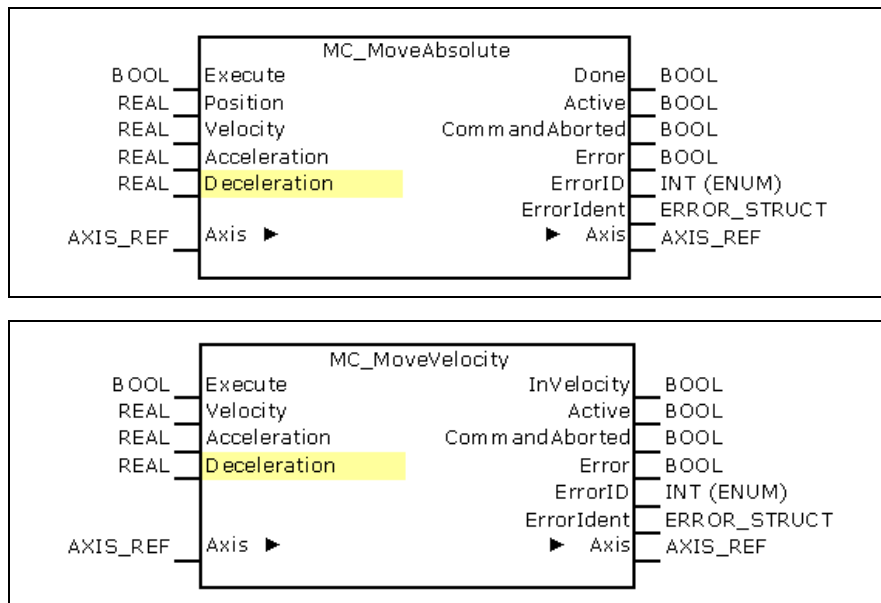 MC_MoveAbsolute
BOOL Execute Done BOOL
REAL Position Active BOOL
REAL Velocity CommandAborted BOOL
REAL Acceleration Error BOOL
REAL Deceleration ErrorID INT (ENUM)
ErrorIdent ERROR_STRUCT
AXIS_REF Axis ► ► Axis AXIS_REF
MC_MoveVelocity
BOOL Execute InVelocity BOOL
REAL Velocity Active BOOL
REAL Acceleration CommandAborted BOOL
REAL Deceleration Error BOOL
ErrorID INT (ENUM)
ErrorIdent ERROR_STRUCT
AXIS_REF Axis ► ► Axis AXIS_REF